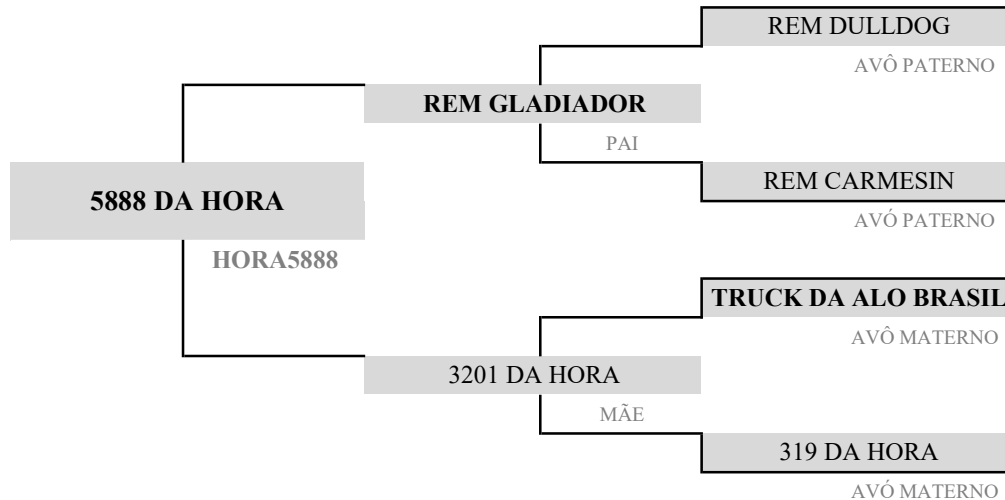 REM DULLDOG
AVÔ PATERNO
REM GLADIADOR
PAI
REM CARMESIN
AVÓ PATERNO
5888 DA HORA
HORA5888
TRUCK DA ALO BRASIL
AVÔ MATERNO
3201 DA HORA
MÃE
319 DA HORA
AVÓ MATERNO